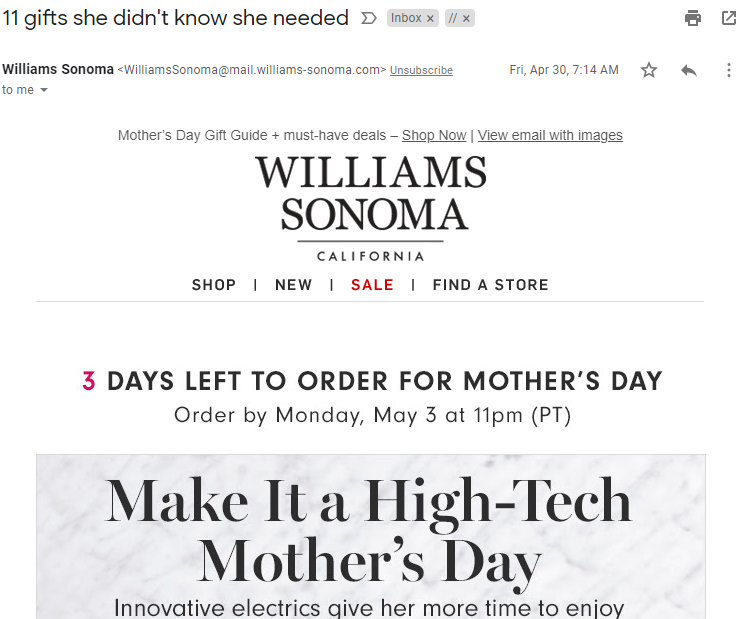 11 gifts she didn't know she needed Inbox × // ×
Williams Sonoma <WilliamsSonoma@mail.williams-sonoma.com> Unsubscribe Fri, Apr 30, 7:14 AM
to me
Mother's Day Gift Guide + must-have deals – Shop Now | View email with images
WILLIAMS
SONOMA
CALIFORNIA
SHOP | NEW | SALE | FIND A STORE
3 DAYS LEFT TO ORDER FOR MOTHER'S DAY
Order by Monday, May 3 at 11pm (PT)
Make It a High-Tech
Mother's Day
Innovative electrics give her more time to enjoy